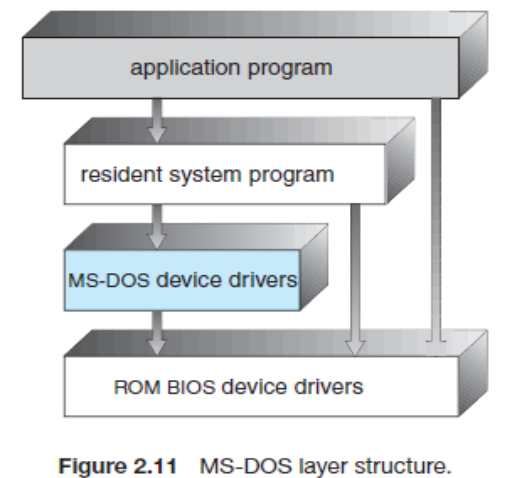 application program
resident system program
MS-DOS device drivers
ROM BIOS device drivers
Figure 2.11 MS-DOS layer structure.